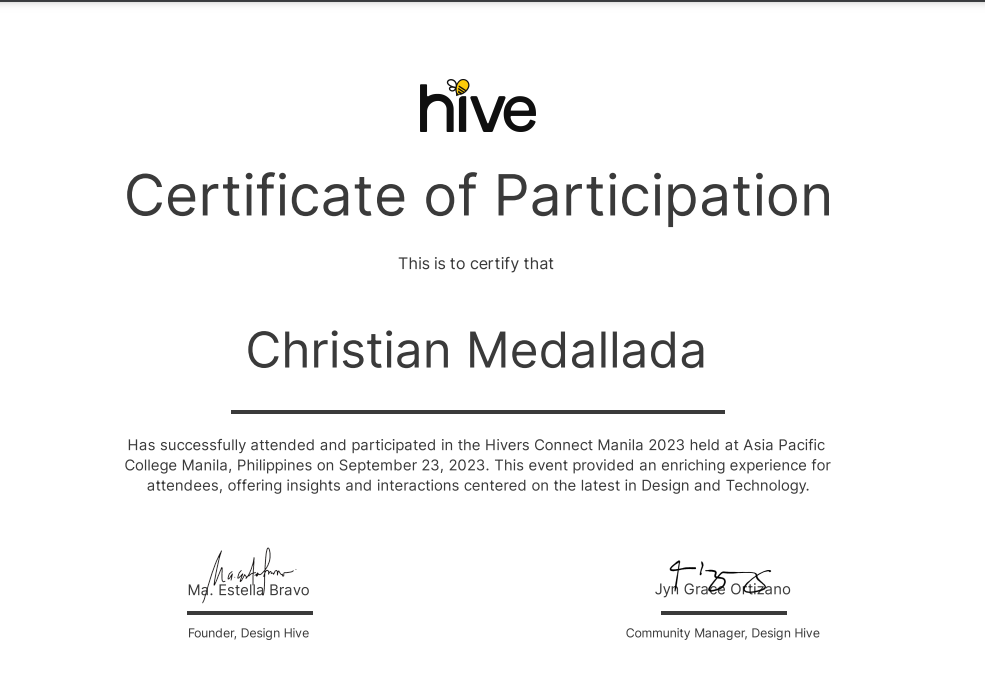 hive
Certificate of Participation
This is to certify that
Christian Medallada
Has successfully attended and participated in the Hivers Connect Manila 2023 held at Asia Pacific
College Manila, Philippines on September 23, 2023. This event provided an enriching experience for
attendees, offering insights and interactions centered on the latest in Design and Technology.
Ma. Estella Bravo
Jyn Grace Ortizano
Founder, Design Hive
Community Manager, Design Hive